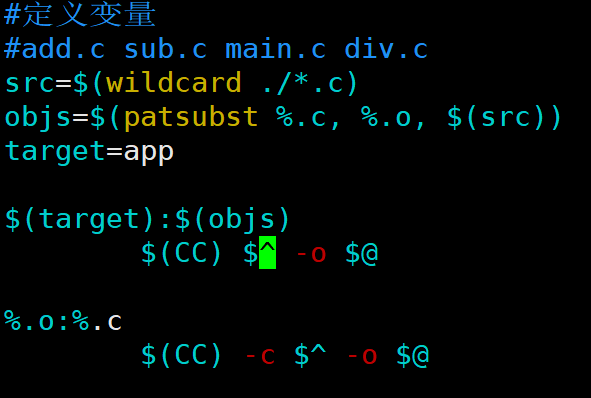 #定义变量
#add.c sub.c main.c div.c
src=$(wildcard ./*.c)
objs=$(patsubst %.c, %.o, $(src))
target=app
$(target):$(objs)
$(CC) $^ -o $@
%.o:%.c
$(CC) -c $^ -o $@